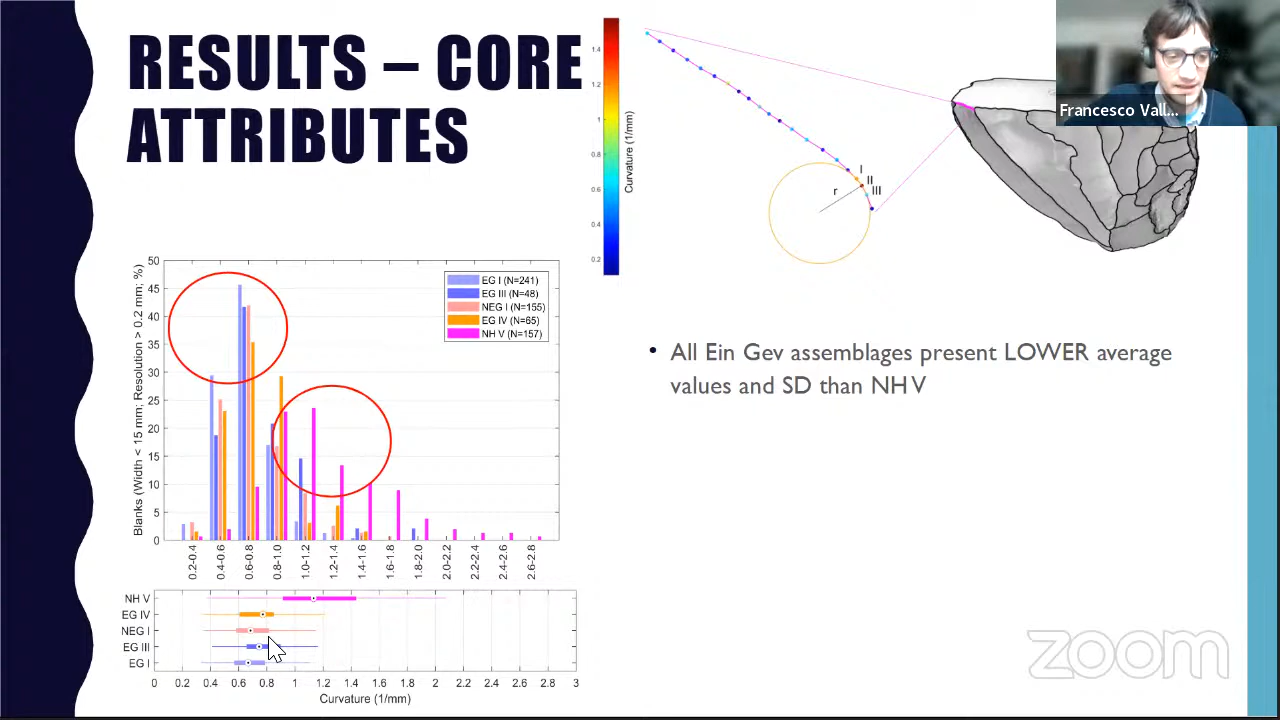 RESULTS – CORE
ATTRIBUTES
1.4
1.2
1
0.8
0.6
0.4
0.2
Curvature (1/mm)
r
I
II
III
Francesco Vall...
Blanks (Width < 15 mm; Resolution > 0.2 mm; %)
50
45
40
35
30
25
20
15
10
5
0
EG I (N=241)
EG III (N=48)
NEG I (N=155)
EG IV (N=65)
NH V (N=157)
0.2-0.4
0.4-0.6
0.6-0.8
0.8-1.0
1.0-1.2
1.2-1.4
1.4-1.6
1.6-1.8
1.8-2.0
2.0-2.2
2.2-2.4
2.4-2.6
2.6-2.8
NH V
EG IV
NEG I
EG III
EG I
0 0.2 0.4 0.6 0.8 1 1.2 1.4 1.6 1.8 2 2.2 2.4 2.6 2.8 3
Curvature (1/mm)
• All Ein Gev assemblages present LOWER average
values and SD than NH V
zoom